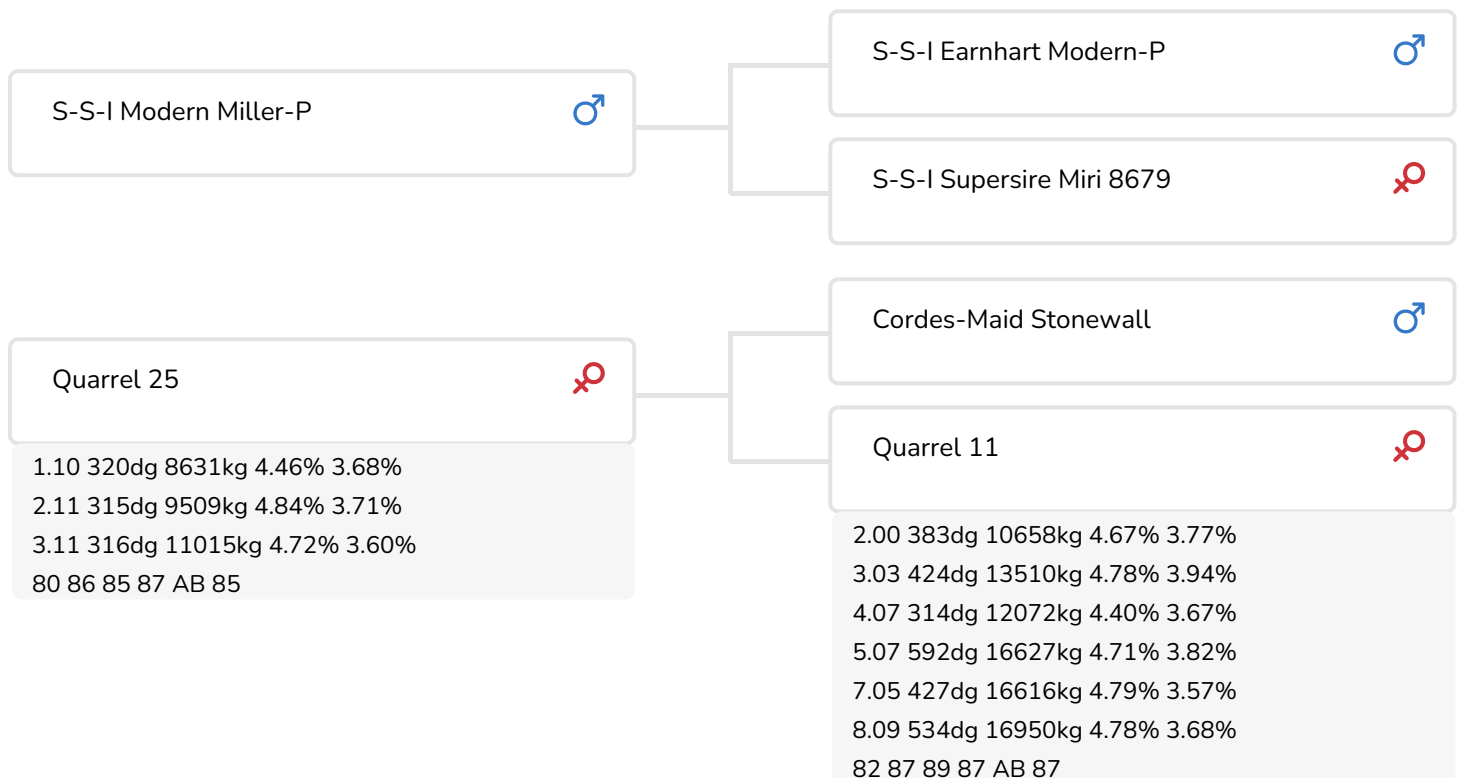 S-S-I Modern Miller-P
S-S-I Earnhart Modern-P
S-S-I Supersire Miri 8679
Quarrel 25
1.10 320dg 8631kg 4.46% 3.68%
2.11 315dg 9509kg 4.84% 3.71%
3.11 316dg 11015kg 4.72% 3.60%
80 86 85 87 AB 85
Cordes-Maid Stonewall
Quarrel 11
2.00 383dg 10658kg 4.67% 3.77%
3.03 424dg 13510kg 4.78% 3.94%
4.07 314dg 12072kg 4.40% 3.67%
5.07 592dg 16627kg 4.71% 3.82%
7.05 427dg 16616kg 4.79% 3.57%
8.09 534dg 16950kg 4.78% 3.68%
82 87 89 87 AB 87